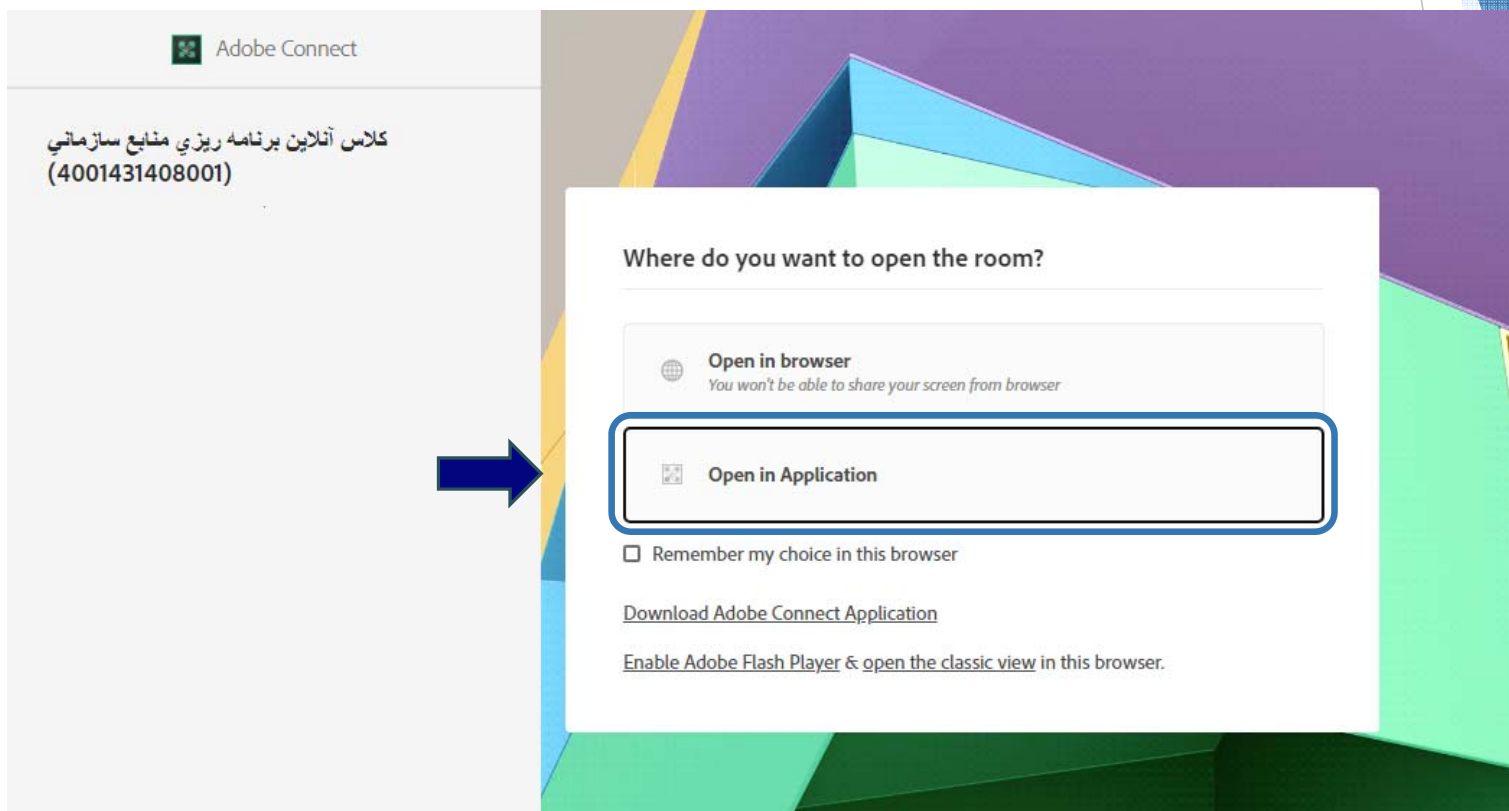 Adobe Connect
كلاس آنلاين برنامه ريزي منابع سازماني
(4001431408001)
Where do you want to open the room?
Open in browser
You won't be able to share your screen from browser
Open in Application
Remember my choice in this browser
Download Adobe Connect Application
Enable Adobe Flash Player & open the classic view in this browser.